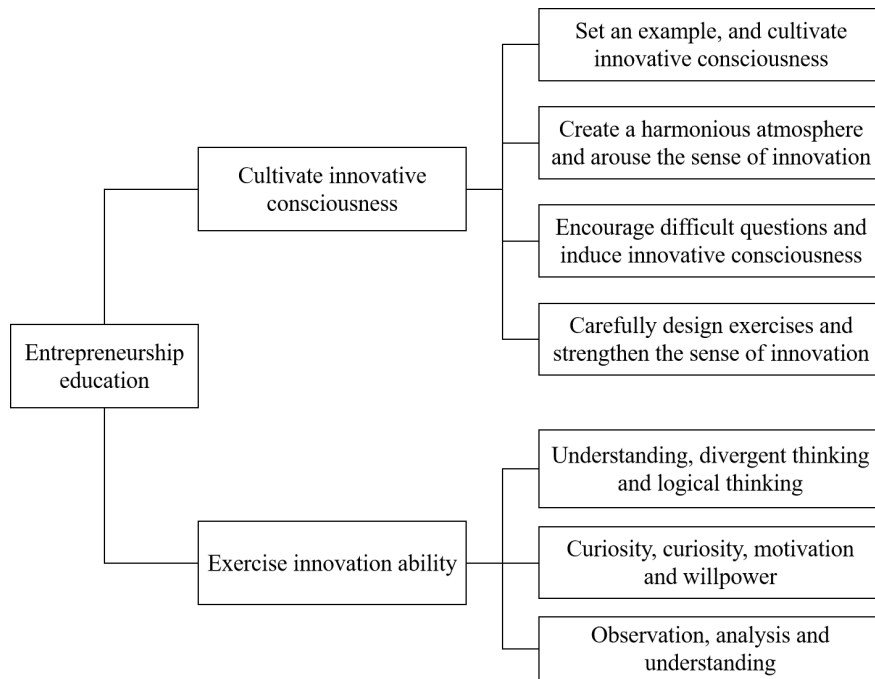 Set an example, and cultivate
innovative consciousness
Create a harmonious atmosphere
and arouse the sense of innovation
Cultivate innovative
consciousness
Encourage difficult questions and
induce innovative consciousness
Carefully design exercises and
strengthen the sense of innovation
Entrepreneurship
education
Understanding, divergent thinking
and logical thinking
Exercise innovation ability
Curiosity, curiosity, motivation
and willpower
Observation, analysis and
understanding